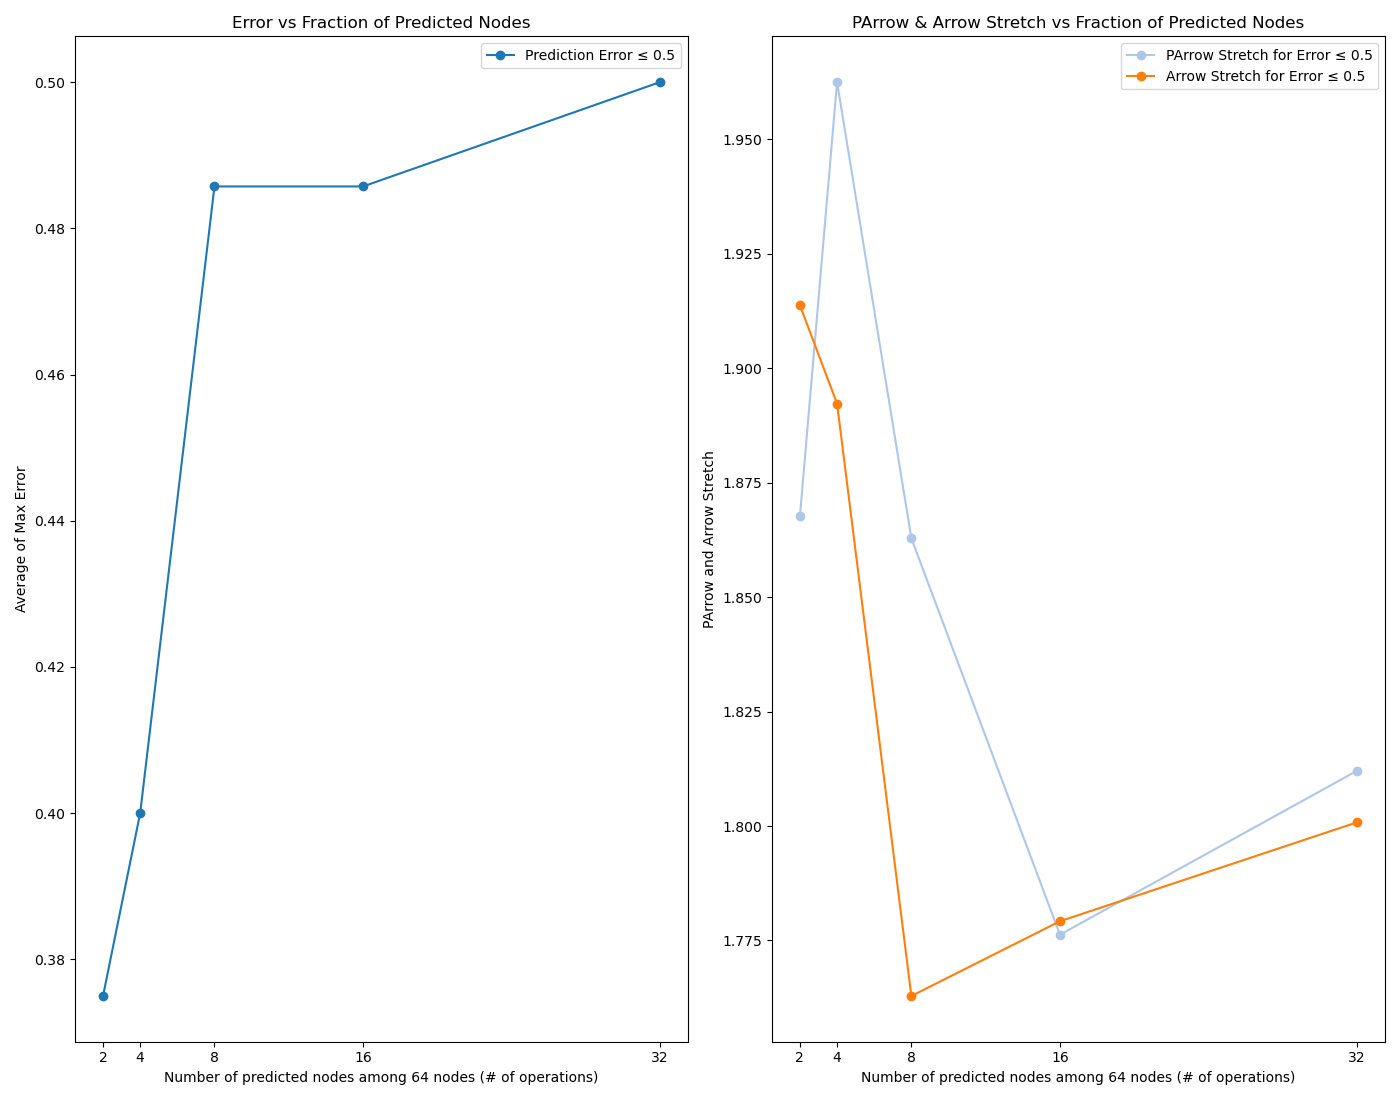 Error vs Fraction of Predicted Nodes
Prediction Error ≤ 0.5
0.50
0.48
0.46
0.44
0.42
0.40
0.38
Average of Max Error
2 4 8 16 32
Number of predicted nodes among 64 nodes (# of operations)
PArrow & Arrow Stretch vs Fraction of Predicted Nodes
PArrow Stretch for Error ≤ 0.5
Arrow Stretch for Error ≤ 0.5
1.950
1.925
1.900
1.875
1.850
1.825
1.800
1.775
PArrow and Arrow Stretch
2 4 8 16 32
Number of predicted nodes among 64 nodes (# of operations)